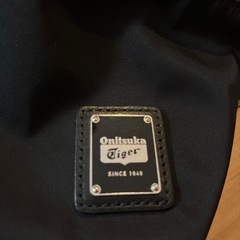 Onitsuka
Tiger
SINCE 1949